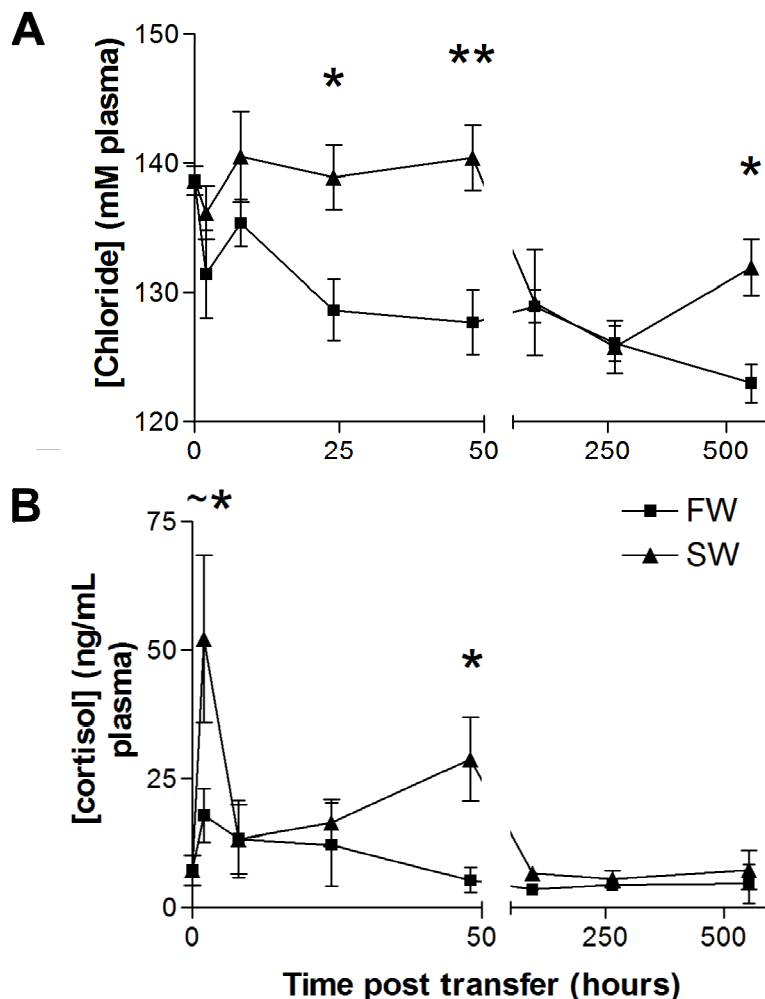 A
[Chloride] (mM plasma)
150
140
130
120
*
**
*
0
25
50
250
500
B
[cortisol] (ng/mL
plasma)
75
50
25
0
~*
*
FW
SW
0
50
250
500
Time post transfer (hours)